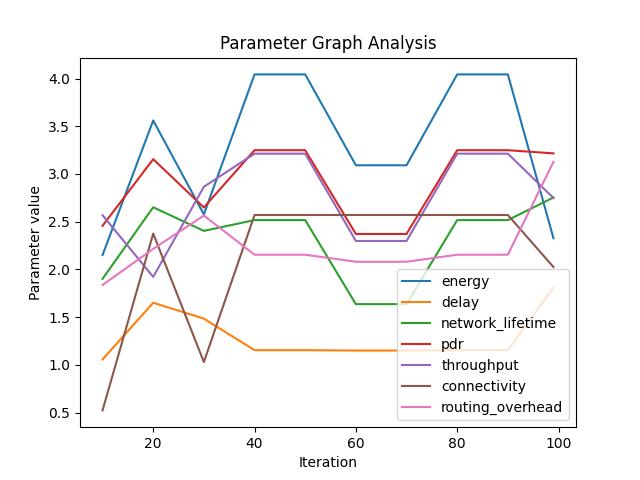 Parameter Graph Analysis
4.0
3.5
3.0
2.5
2.0
1.5
1.0
0.5
Parameter value
energy
delay
network_lifetime
pdr
throughput
connectivity
routing_overhead
20
40
60
80
100
Iteration